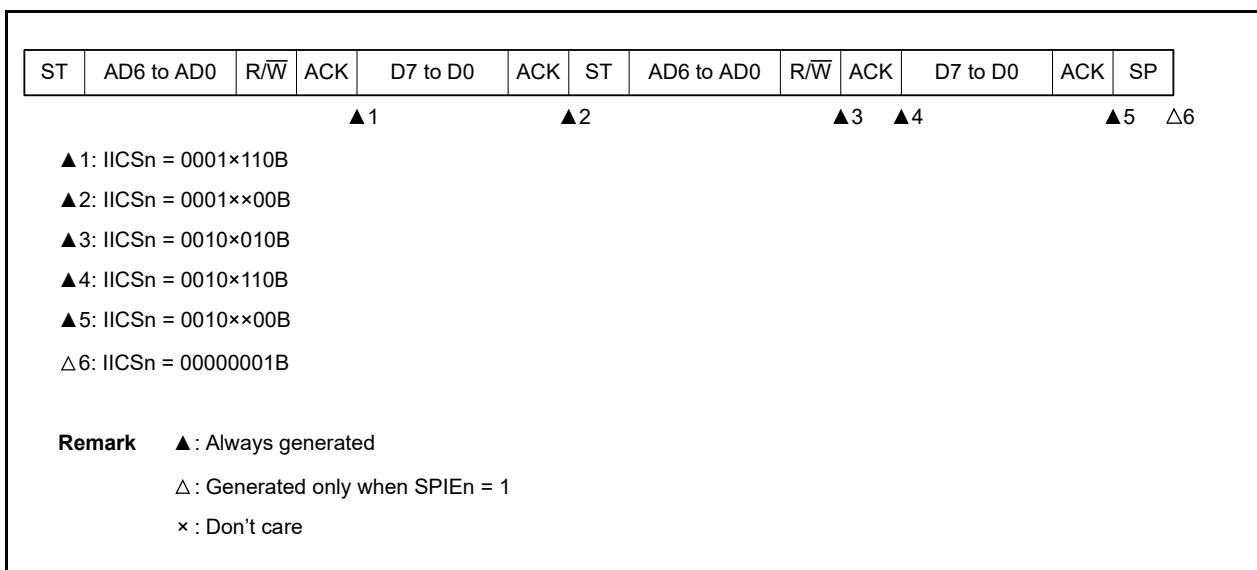 ST AD6 to AD0 R/W̅ ACK D7 to D0 ACK ST AD6 to AD0 R/W̅ ACK D7 to D0 ACK SP
▲1 ▲2 ▲3 ▲4 ▲5 △6
▲1: IICSn = 0001×110B
▲2: IICSn = 0001××00B
▲3: IICSn = 0010×010B
▲4: IICSn = 0010×110B
▲5: IICSn = 0010××00B
△6: IICSn = 00000001B
Remark ▲: Always generated
△: Generated only when SPIEn = 1
×: Don't care